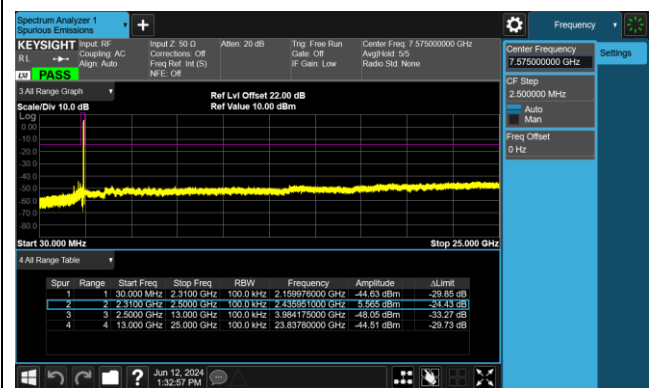 Spectrum Analyzer 1
Spurious Emissions
Frequency
KEYSIGHT Input: RF Input Z: 50 Ω Atten: 20 dB Trig: Free Run Center Freq: 7.575000000 GHz
RL Coupling: AC Corrections: Off Gate: Off Avg|Hold: 5/5
Align: Auto Freq Ref: Int (S) IF Gain: Low Radio Std: None
LXI PASS NFE: Off
Center Frequency
7.575000000 GHz
Settings
CF Step
2.500000 MHz
Auto
Man
Freq Offset
0 Hz
3 All Range Graph
Ref Lvl Offset 22.00 dB
Scale/Div 10.0 dB Ref Value 10.00 dBm
Log
0.00
-10.0
-20.0
-30.0
-40.0
-50.0
-60.0
-70.0
-80.0
Start 30.000 MHz Stop 25.000 GHz
4 All Range Table
Spur Range Start Freq Stop Freq RBW Frequency Amplitude ΔLimit
1 1 30.000 MHz 2.3100 GHz 100.0 kHz 2.159976000 GHz -44.63 dBm -29.85 dB
2 2 2.3100 GHz 2.5000 GHz 100.0 kHz 2.435951000 GHz 5.565 dBm -24.43 dB
3 3 2.5000 GHz 13.000 GHz 100.0 kHz 3.984175000 GHz -48.05 dBm -33.27 dB
4 4 13.000 GHz 25.000 GHz 100.0 kHz 23.83780000 GHz -44.51 dBm -29.73 dB
? Jun 12, 2024
1:32:57 PM